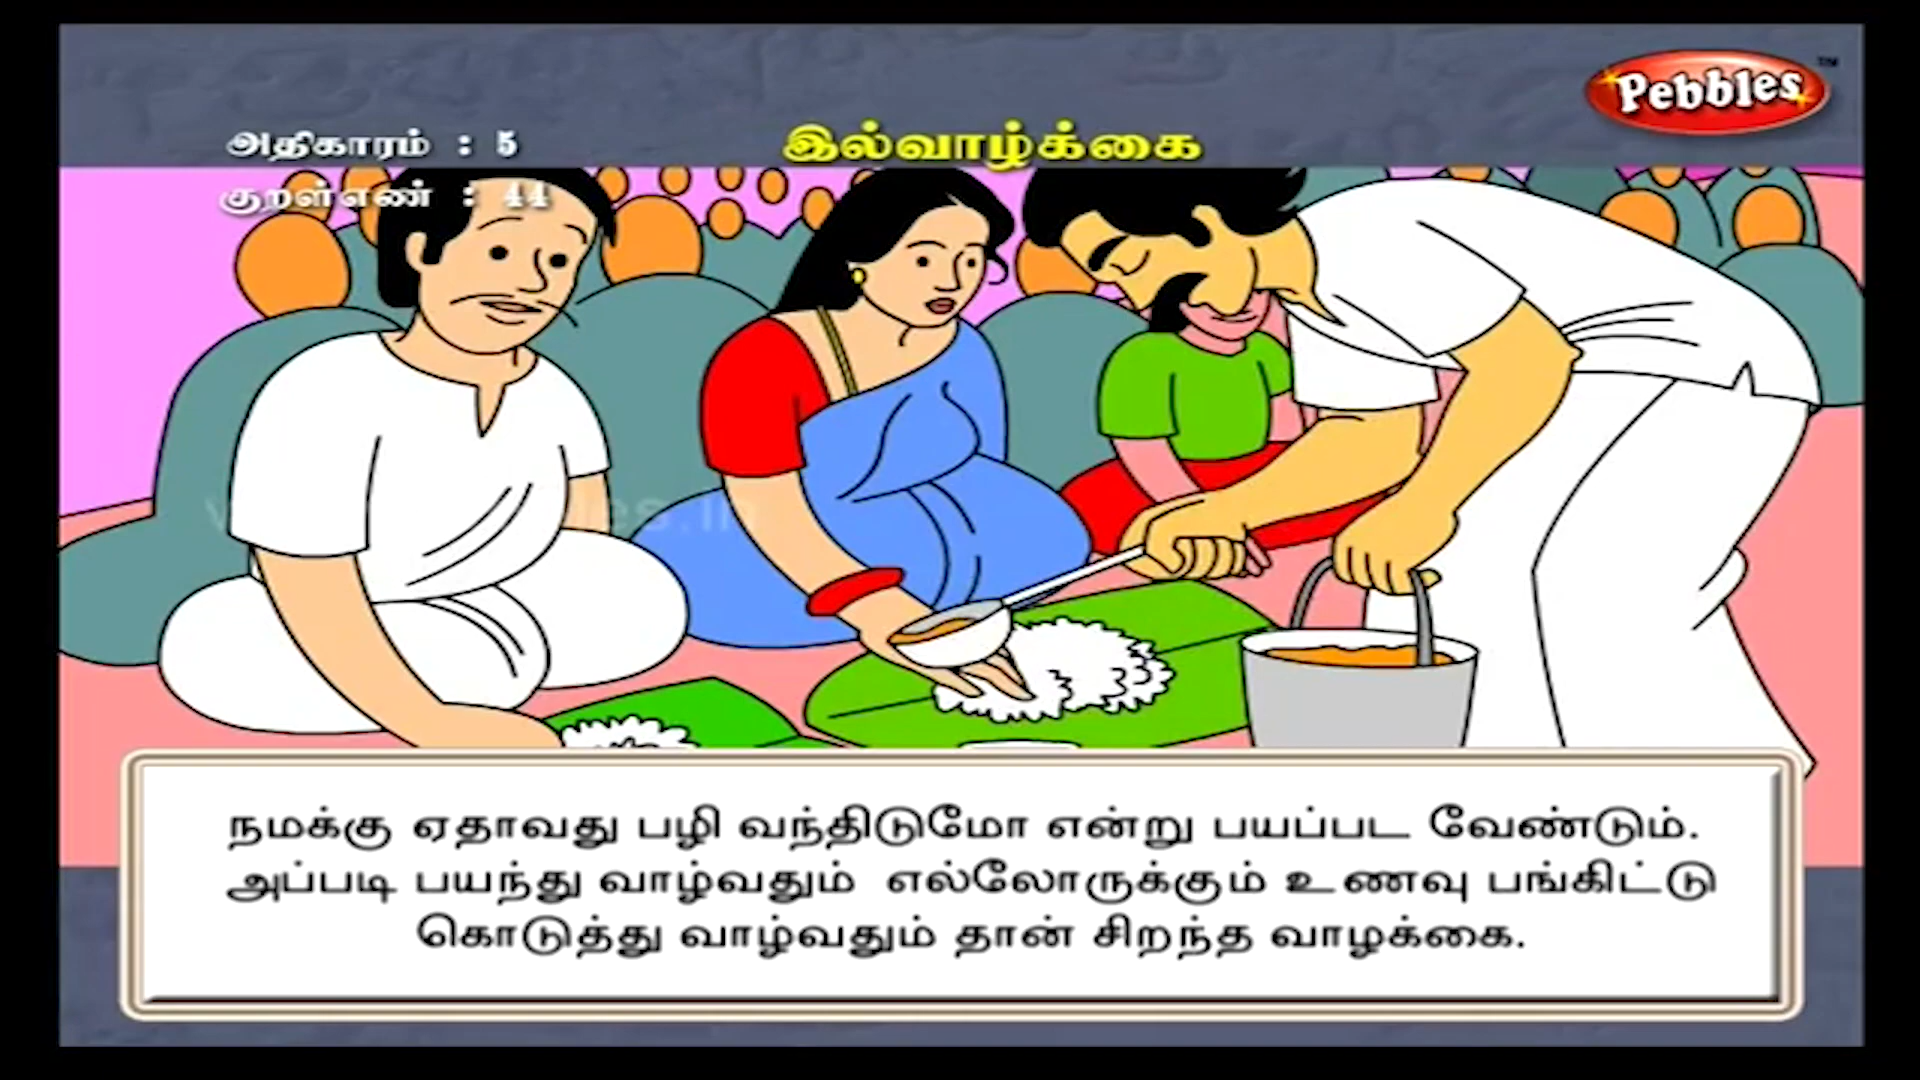 Pebbles™
அதிகாரம் : 5
இல்வாழ்க்கை
குறள்எண் : 44
நமக்கு ஏதாவது பழி வந்திடுமோ என்று பயப்பட வேண்டும்.
அப்படி பயந்து வாழ்வதும் எல்லோருக்கும் உணவு பங்கிட்டு
கொடுத்து வாழ்வதும் தான் சிறந்த வாழக்கை.